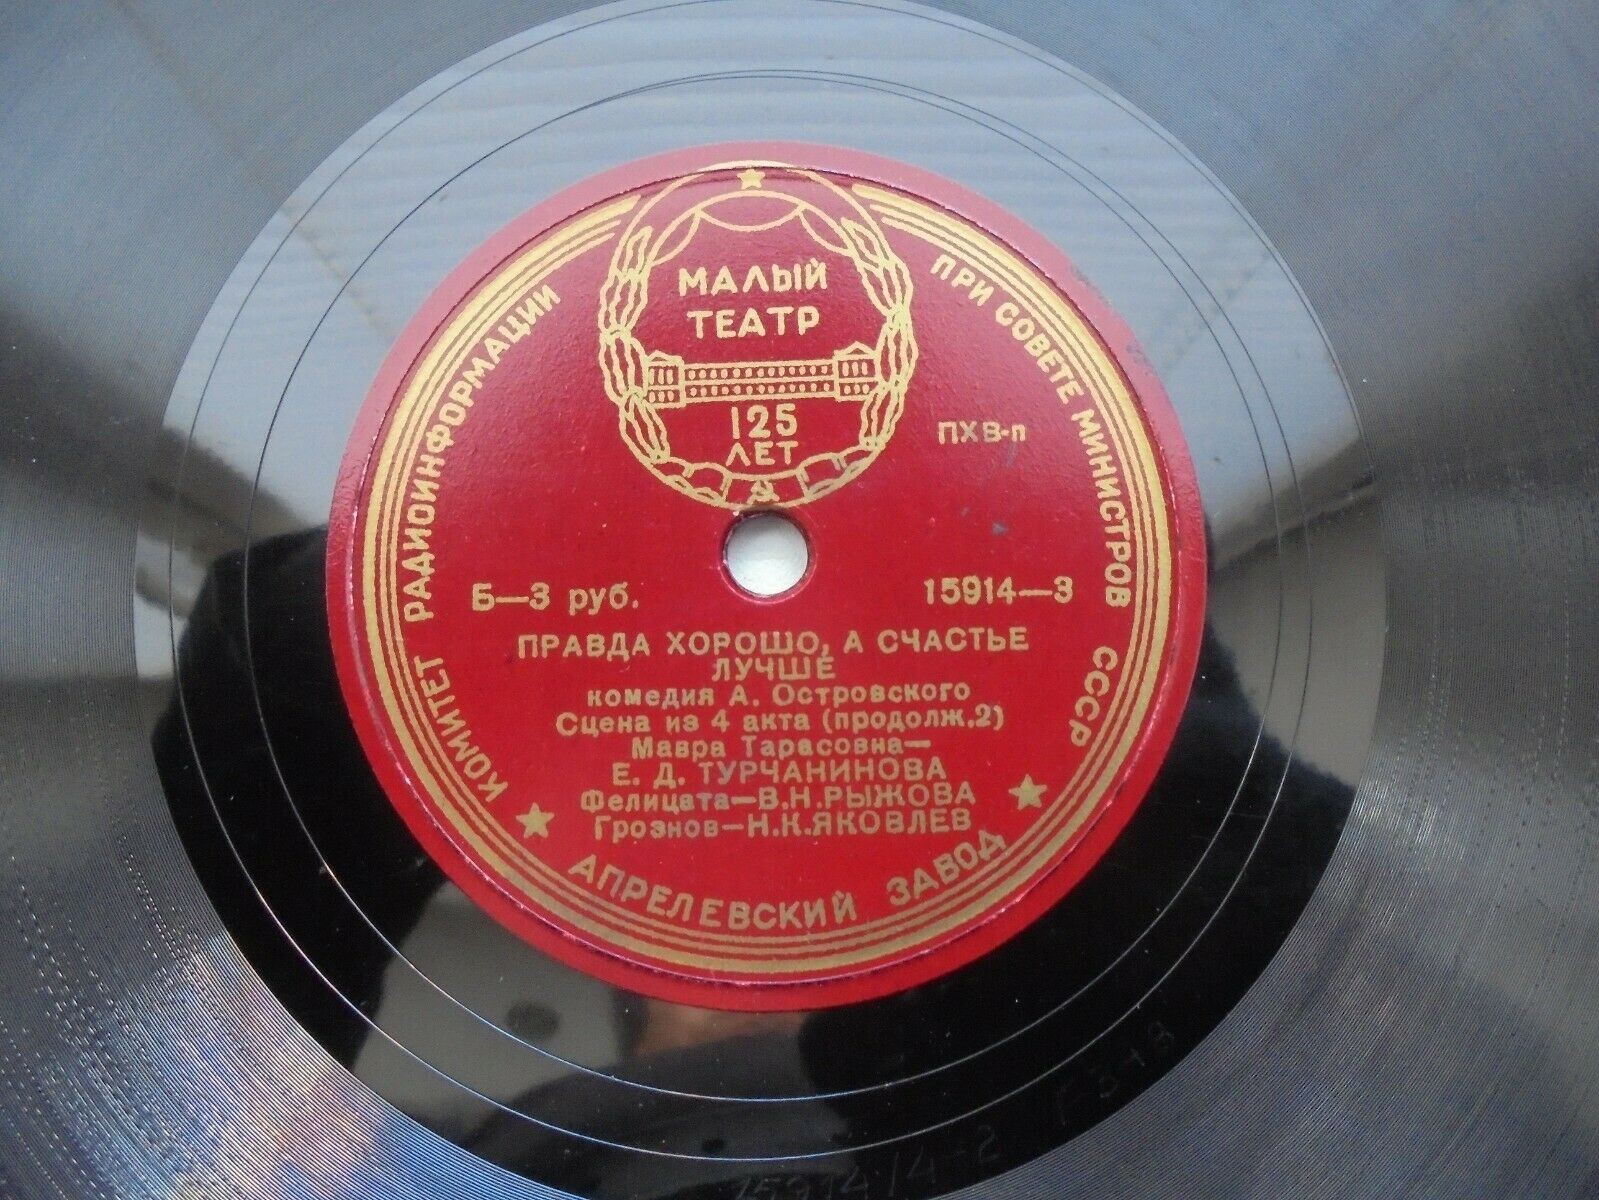 МАЛЫЙ
ТЕАТР
125
ЛЕТ
КОМИТЕТ РАДИОИНФОРМАЦИИ
ПРИ СОВЕТЕ МИНИСТРОВ СССР
ПХВ-п
Б—3 руб.
15914—3
ПРАВДА ХОРОШО, А СЧАСТЬЕ
ЛУЧШЕ
комедия А. Островского
Сцена из 4 акта (продолж.2)
Мавра Тарасовна—
Е. Д. ТУРЧАНИНОВА
Фелицата—В.Н.РЫЖОВА
Грознов—Н.К.ЯКОВЛЕВ
АПРЕЛЕВСКИЙ ЗАВОД